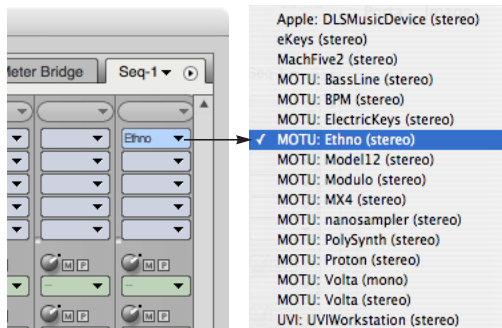 Meter Bridge
Seq-1
Ethno
M P
M P
M P
M P
Apple: DLSMusicDevice (stereo)
eKeys (stereo)
MachFive2 (stereo)
MOTU: BassLine (stereo)
MOTU: BPM (stereo)
MOTU: ElectricKeys (stereo)
✓ MOTU: Ethno (stereo)
MOTU: Model12 (stereo)
MOTU: Modulo (stereo)
MOTU: MX4 (stereo)
MOTU: nanosampler (stereo)
MOTU: PolySynth (stereo)
MOTU: Proton (stereo)
MOTU: Volta (mono)
MOTU: Volta (stereo)
UVI: UVIWorkstation (stereo)